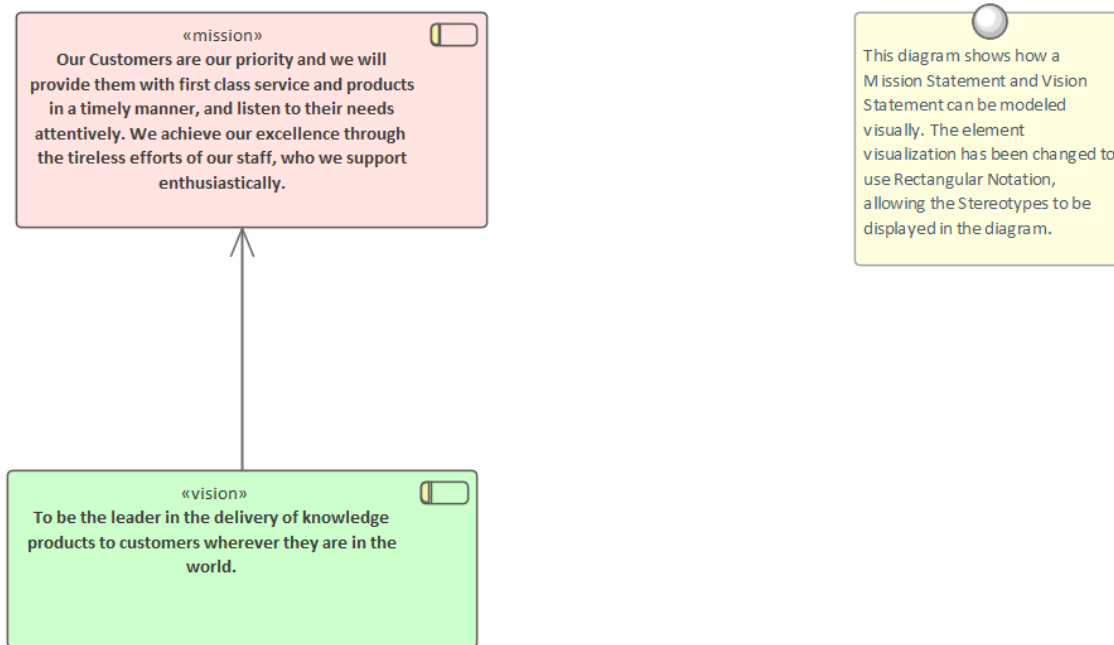 «mission»
Our Customers are our priority and we will
provide them with first class service and products
in a timely manner, and listen to their needs
attentively. We achieve our excellence through
the tireless efforts of our staff, who we support
enthusiastically.
«vision»
To be the leader in the delivery of knowledge
products to customers wherever they are in the
world.
This diagram shows how a
Mission Statement and Vision
Statement can be modeled
visually. The element
visualization has been changed to
use Rectangular Notation,
allowing the Stereotypes to be
displayed in the diagram.